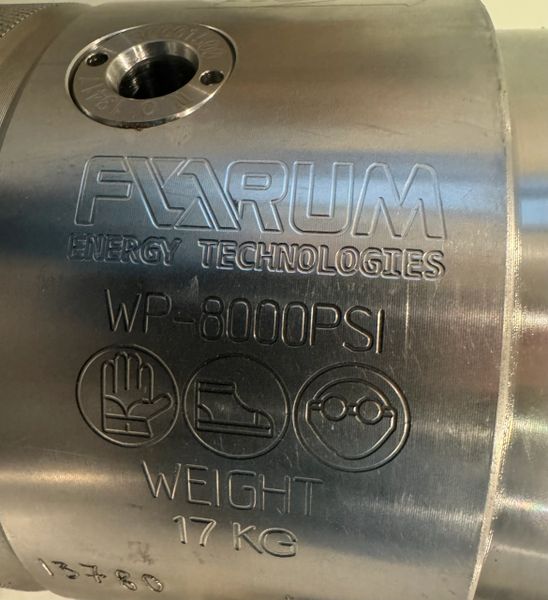 FLARUM
ENERGY TECHNOLOGIES
WP-8000PSI
WEIGHT
17 KG
13780